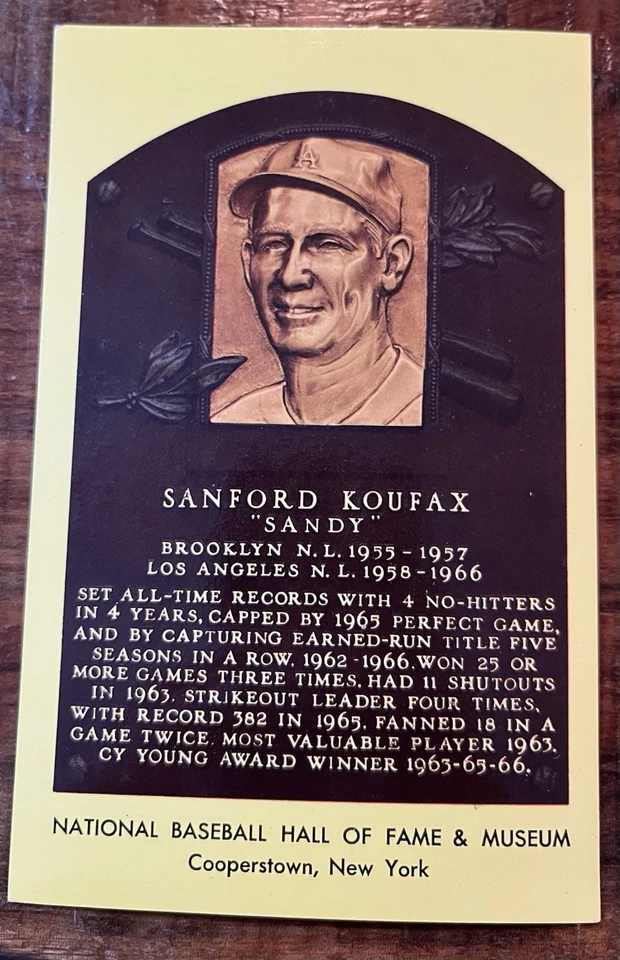 A
SANFORD KOUFAX
"SANDY"
BROOKLYN N.L. 1955-1957
LOS ANGELES N.L. 1958-1966
SET ALL-TIME RECORDS WITH 4 NO-HITTERS
IN 4 YEARS, CAPPED BY 1965 PERFECT GAME,
AND BY CAPTURING EARNED-RUN TITLE FIVE
SEASONS IN A ROW, 1962-1966. WON 25 OR
MORE GAMES THREE TIMES. HAD 11 SHUTOUTS
IN 1963. STRIKEOUT LEADER FOUR TIMES,
WITH RECORD 382 IN 1965. FANNED 18 IN A
GAME TWICE. MOST VALUABLE PLAYER 1963.
CY YOUNG AWARD WINNER 1963-65-66.
NATIONAL BASEBALL HALL OF FAME & MUSEUM
Cooperstown, New York